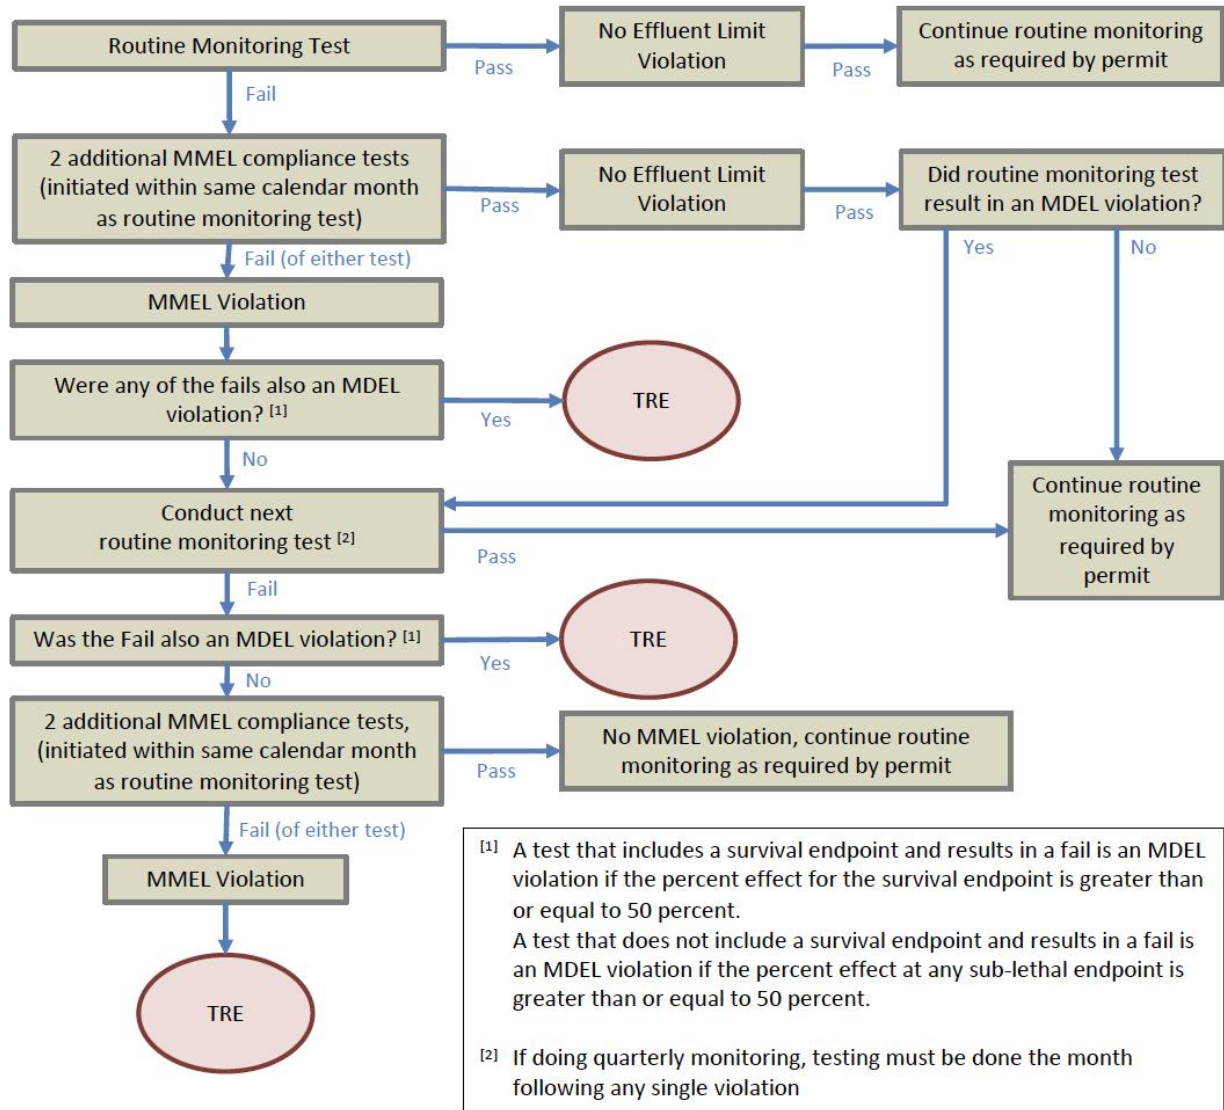 Routine Monitoring Test
Pass
No Effluent Limit
Violation
Pass
Continue routine monitoring
as required by permit
Fail
2 additional MMEL compliance tests
(initiated within same calendar month
as routine monitoring test)
Pass
No Effluent Limit
Violation
Pass
Did routine monitoring test
result in an MDEL violation?
Yes
No
Fail (of either test)
MMEL Violation
Were any of the fails also an MDEL
violation? [1]
Yes
TRE
No
Conduct next
routine monitoring test [2]
Pass
Continue routine
monitoring as
required by
permit
Fail
Was the Fail also an MDEL violation? [1]
Yes
TRE
No
2 additional MMEL compliance tests,
(initiated within same calendar month
as routine monitoring test)
Pass
No MMEL violation, continue routine
monitoring as required by permit
Fail (of either test)
MMEL Violation
TRE
[1] A test that includes a survival endpoint and results in a fail is an MDEL
violation if the percent effect for the survival endpoint is greater than
or equal to 50 percent.
A test that does not include a survival endpoint and results in a fail is
an MDEL violation if the percent effect at any sub-lethal endpoint is
greater than or equal to 50 percent.
[2] If doing quarterly monitoring, testing must be done the month
following any single violation